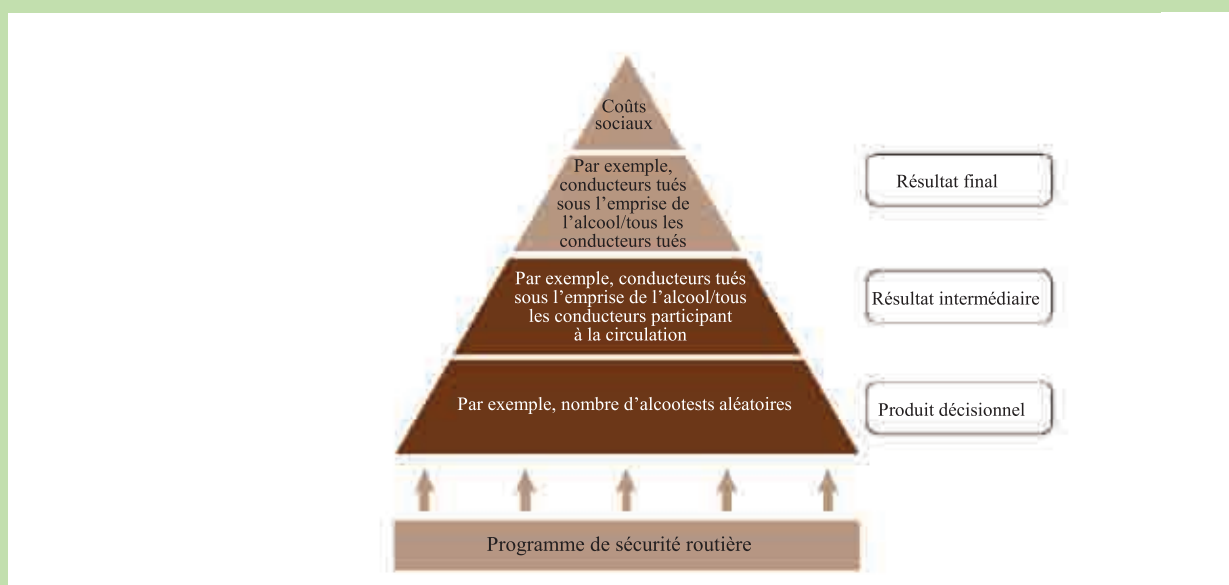 Coûts
sociaux
Par exemple,
conducteurs tués
sous l’emprise de
l’alcool/tous les
conducteurs tués
Résultat final
Par exemple, conducteurs tués
sous l’emprise de l’alcool/tous
les conducteurs participant
à la circulation
Résultat intermédiaire
Par exemple, nombre d’alcootests aléatoires
Produit décisionnel
Programme de sécurité routière